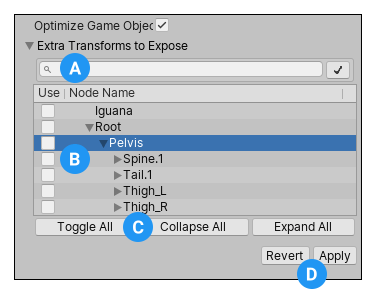 Optimize Game Objec
Extra Transforms to Expose
A
Use Node Name
Iguana
Root
Pelvis
B
Spine.1
Tail.1
Thigh_L
Thigh_R
Toggle All C Collapse All Expand All
Revert Apply
D